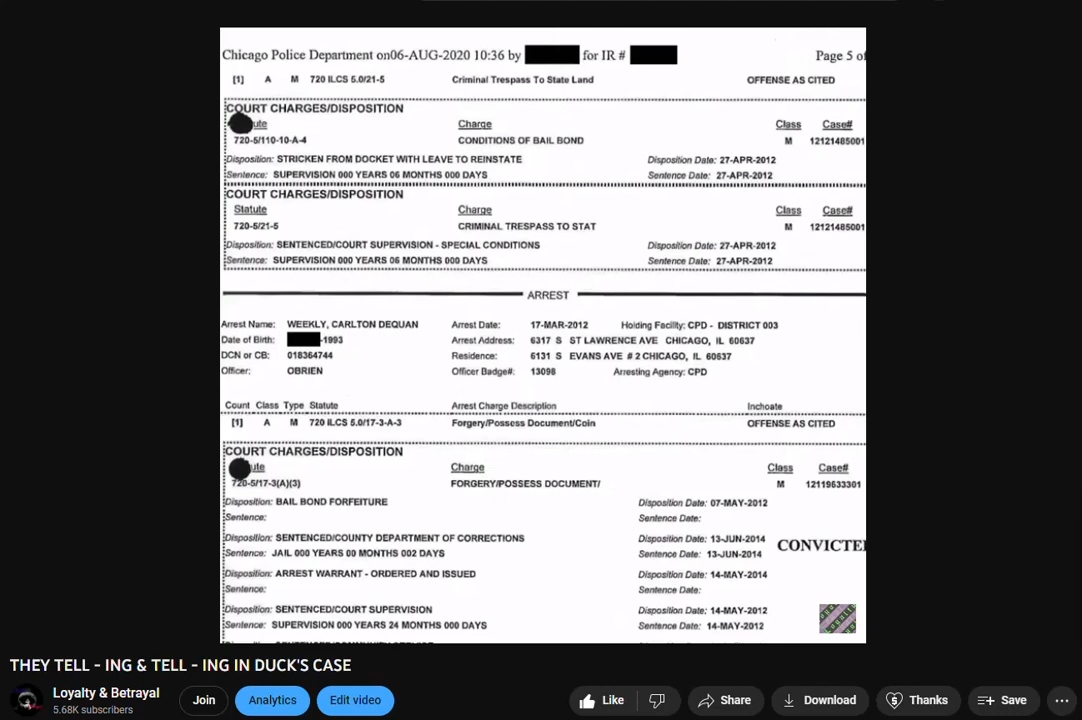 Chicago Police Department on06-AUG-2020 10:36 by for IR # Page 5 of
[1] A M 720 ILCS 5.0/21-5 Criminal Trespass To State Land OFFENSE AS CITED
COURT CHARGES/DISPOSITION
ute Charge Class Case#
720-5/110-10-A-4 CONDITIONS OF BAIL BOND M 12121485001
Disposition: STRICKEN FROM DOCKET WITH LEAVE TO REINSTATE Disposition Date: 27-APR-2012
Sentence: SUPERVISION 000 YEARS 06 MONTHS 000 DAYS Sentence Date: 27-APR-2012
COURT CHARGES/DISPOSITION
Statute Charge Class Case#
720-5/21-5 CRIMINAL TRESPASS TO STAT M 12121485001
Disposition: SENTENCED/COURT SUPERVISION - SPECIAL CONDITIONS Disposition Date: 27-APR-2012
Sentence: SUPERVISION 000 YEARS 06 MONTHS 000 DAYS Sentence Date: 27-APR-2012
ARREST
Arrest Name: WEEKLY, CARLTON DEQUAN Arrest Date: 17-MAR-2012 Holding Facility: CPD - DISTRICT 003
Date of Birth: -1993 Arrest Address: 6317 S ST LAWRENCE AVE CHICAGO, IL 60637
DCN or CB: 018364744 Residence: 6131 S EVANS AVE # 2 CHICAGO, IL 60637
Officer: OBRIEN Officer Badge#: 13098 Arresting Agency: CPD
Count Class Type Statute Arrest Charge Description Inchoate
[1] A M 720 ILCS 5.0/17-3-A-3 Forgery/Possess Document/Coin OFFENSE AS CITED
COURT CHARGES/DISPOSITION
ute Charge Class Case#
720-5/17-3(A)(3) FORGERY/POSSESS DOCUMENT/ M 12119633301
Disposition: BAIL BOND FORFEITURE Disposition Date: 07-MAY-2012
Sentence: Sentence Date:
Disposition: SENTENCED/COUNTY DEPARTMENT OF CORRECTIONS Disposition Date: 13-JUN-2014
Sentence: JAIL 000 YEARS 00 MONTHS 002 DAYS Sentence Date: 13-JUN-2014 CONVICTE
Disposition: ARREST WARRANT - ORDERED AND ISSUED Disposition Date: 14-MAY-2014
Sentence: Sentence Date:
Disposition: SENTENCED/COURT SUPERVISION Disposition Date: 14-MAY-2012
Sentence: SUPERVISION 000 YEARS 24 MONTHS 000 DAYS Sentence Date: 14-MAY-2012
THEY TELL - ING & TELL - ING IN DUCK'S CASE
Loyalty & Betrayal
5.68K subscribers
Join Analytics Edit video Like Share Download Thanks Save